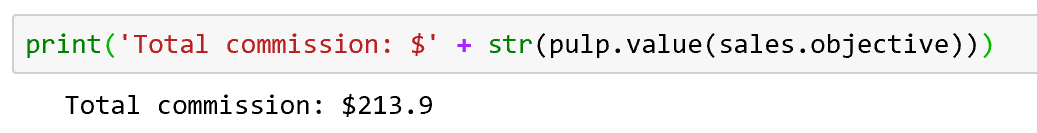 print('Total commission: $' + str(pulp.value(sales.objective)))
Total commission: $213.9